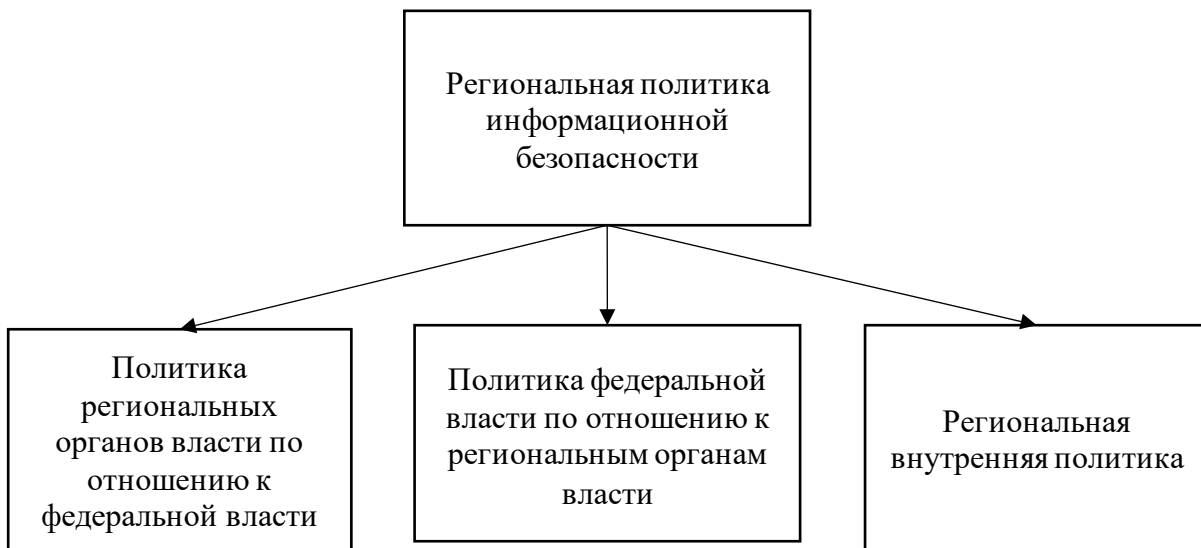 Региональная политика
информационной
безопасности
Политика
региональных
органов власти по
отношению к
федеральной власти
Политика федеральной
власти по отношению к
региональным органам
власти
Региональная
внутренняя политика